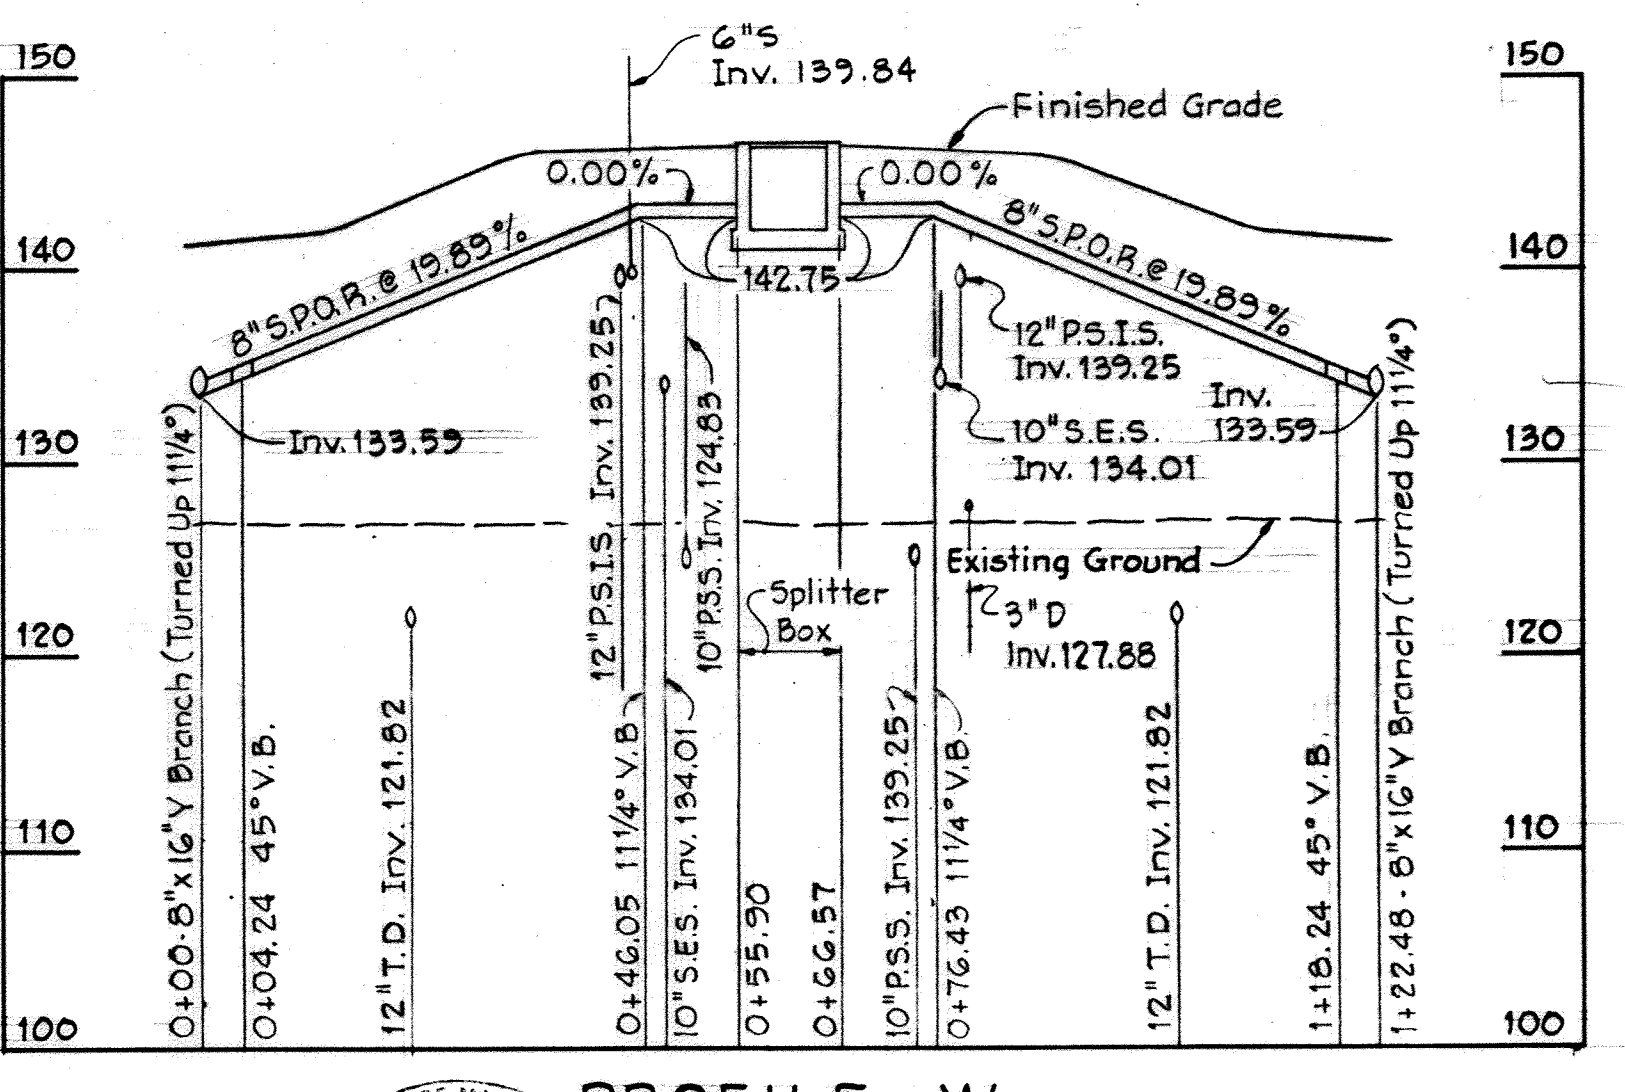 6"S
Inv. 139.84
150
150
Finished Grade
0.00%
0.00%
8" S.P.O.R. @ 19.89%
8" S.P.O.R. @ 19.89%
140
140
142.75
12" P.S.I.S.
Inv. 139.25
Inv.
133.59
10" S.E.S.
Inv. 134.01
Inv. 133.59
130
130
Existing Ground
Splitter
Box
3" D
Inv. 127.88
120
120
110
110
100
100
0+00-8"x16"Y Branch (Turned Up 11¼°)
0+04.24 45° V.B.
12" T.D. Inv. 121.82
12" P.S.I.S. Inv. 139.25
0+46.05 11¼° V.B
10" S.E.S. Inv. 134.01
10" P.S.S. Inv. 124.83
0+55.90
0+66.57
10" P.S.S. Inv. 139.25
0+76.43 11¼° V.B.
12" T.D. Inv. 121.82
1+18.24 45° V.B.
1+22.48 - 8"x16"Y Branch (Turned Up 11¼°)